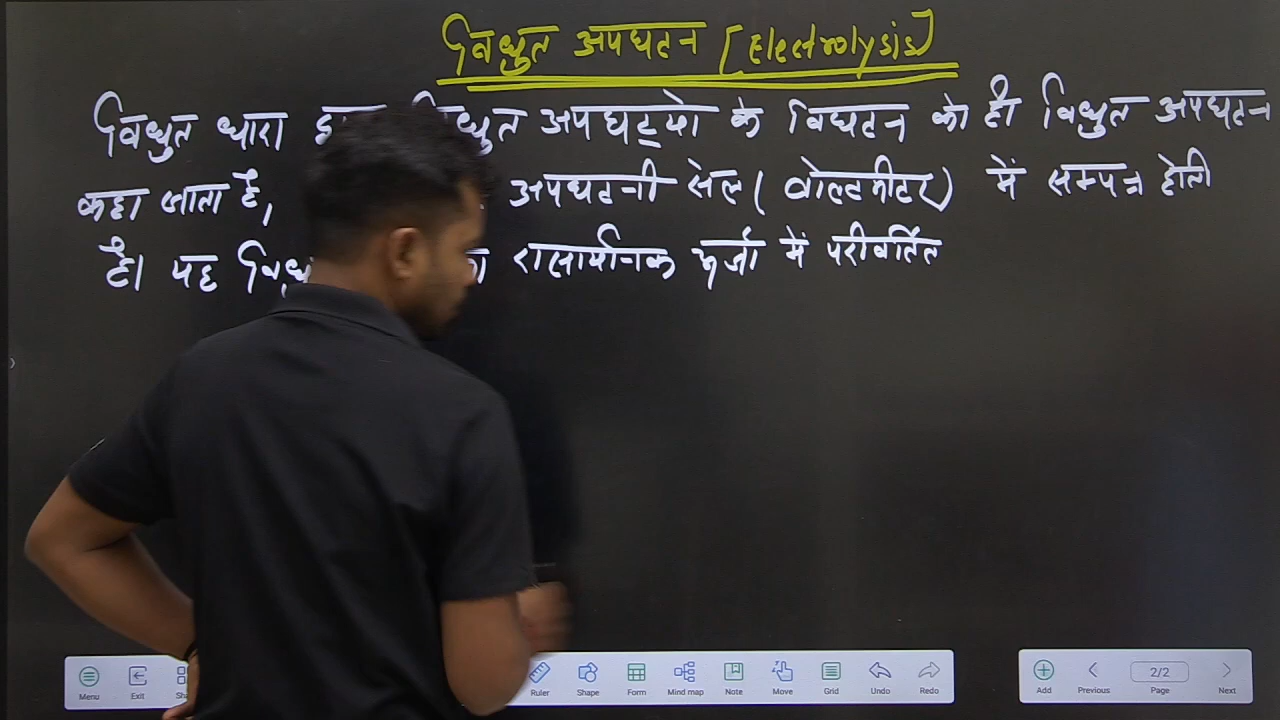 विधुत अपघटन [Electrolysis]
विधुत धारा अपघट्यो के विघटन को ही विधुत अपघटन
कहा जाता है, अपघटनी सेल ( वोल्टमीटर ) में सम्पन्न होती
है। यह रासायनिक ऊर्जा में परीवर्तित
Menu Exit Ruler Shape Form Mind map Note Move Grid Undo Redo Add Previous 2/2 Page Next